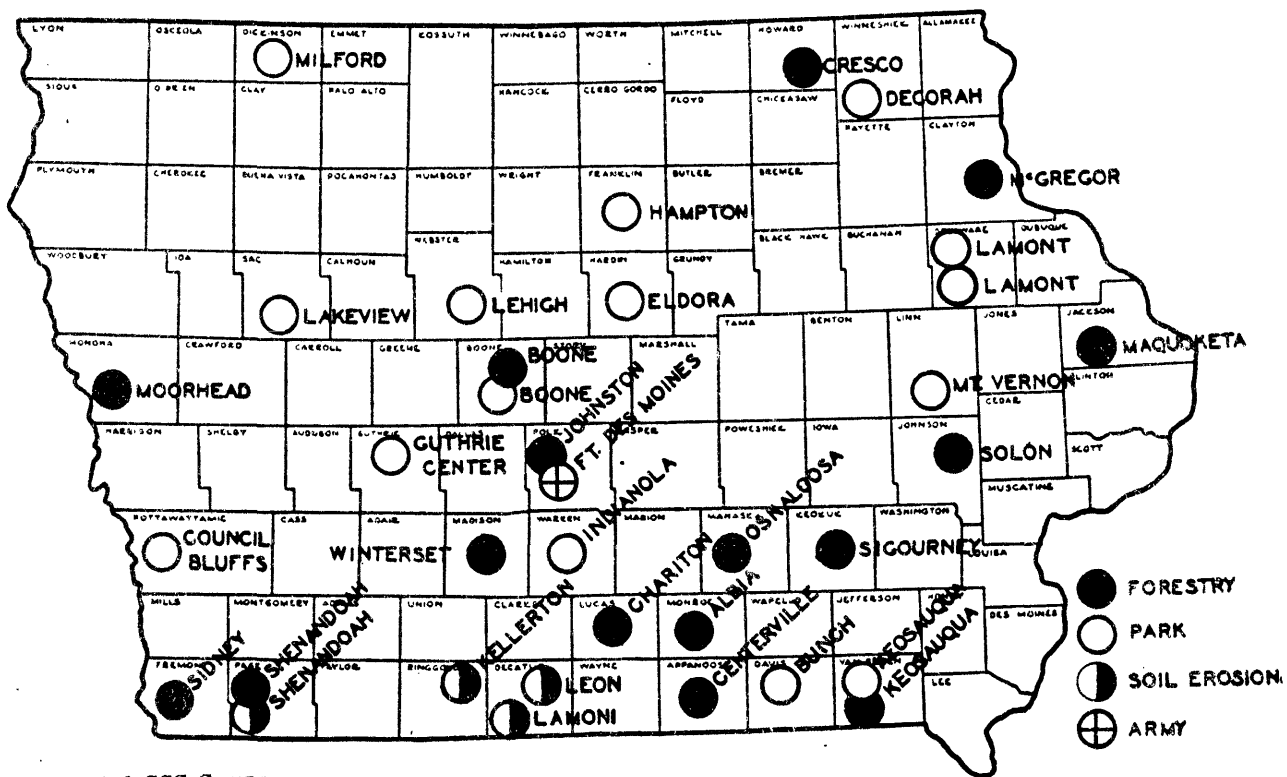 LYON
OSCEOLA
DICKINSON
EMMET
KOSSUTH
WINNEBAGO
WORTH
MITCHELL
HOWARD
WINNESHIEK
ALLAMAKEE
MILFORD
CRESCO
DECORAH
SIOUX
O'BRIEN
CLAY
PALO ALTO
HANCOCK
CERRO GORDO
FLOYD
CHICKASAW
FAYETTE
CLAYTON
PLYMOUTH
CHEROKEE
BUENA VISTA
POCAHONTAS
HUMBOLDT
WRIGHT
FRANKLIN
BUTLER
BREMER
McGREGOR
HAMPTON
WEBSTER
BLACK HAWK
BUCHANAN
DUBUQUE
LAMONT
LAMONT
WOODBURY
IDA
SAC
CALHOUN
HAMILTON
HARDIN
GRUNDY
LAKEVIEW
LEHIGH
ELDORA
TAMA
BENTON
LINN
JONES
JACKSON
MAQUOKETA
MONONA
CRAWFORD
CARROLL
GREENE
BOONE
STORY
MARSHALL
BOONE
BOONE
MOORHEAD
MT. VERNON
CLINTON
CEDAR
JOHNSTON
FT. DES MOINES
HARRISON
SHELBY
AUDUBON
GUTHRIE
POLK
JASPER
POWESHIEK
IOWA
JOHNSON
SCOTT
GUTHRIE
CENTER
SOLON
MUSCATINE
POTTAWATTAMIE
CASS
ADAIR
MADISON
WARREN
MARION
MAHASKA
KEOKUK
WASHINGTON
LOUISA
COUNCIL
BLUFFS
WINTERSET
INDIANOLA
OSKALOOSA
SIGOURNEY
MILLS
MONTGOMERY
UNION
CLARKE
LUCAS
MONROE
WAPELLO
JEFFERSON
DES MOINES
CHARITON
ALBIA
FREMONT
PAGE
TAYLOR
RINGGOLD
DECATUR
WAYNE
APPANOOSE
DAVIS
VAN
LEE
SIDNEY
SHENANDOAH
SHENANDOAH
KELLERTON
LEON
LAMONI
CENTERVILLE
BUNCH
KEOSAUQUA
KEOSAUQUA
FORESTRY
PARK
SOIL EROSION
ARMY